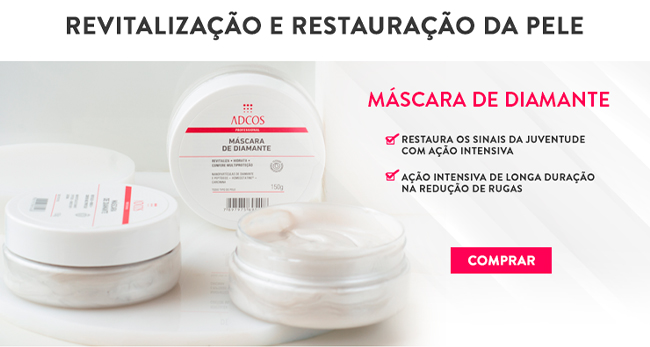 REVITALIZAÇÃO E RESTAURAÇÃO DA PELE
MÁSCARA DE DIAMANTE
RESTAURA OS SINAIS DA JUVENTUDE
COM AÇÃO INTENSIVA
AÇÃO INTENSIVA DE LONGA DURAÇÃO
NA REDUÇÃO DE RUGAS
COMPRAR
ADCOS
PROFESSIONAL
MÁSCARA
DE DIAMANTE
150g